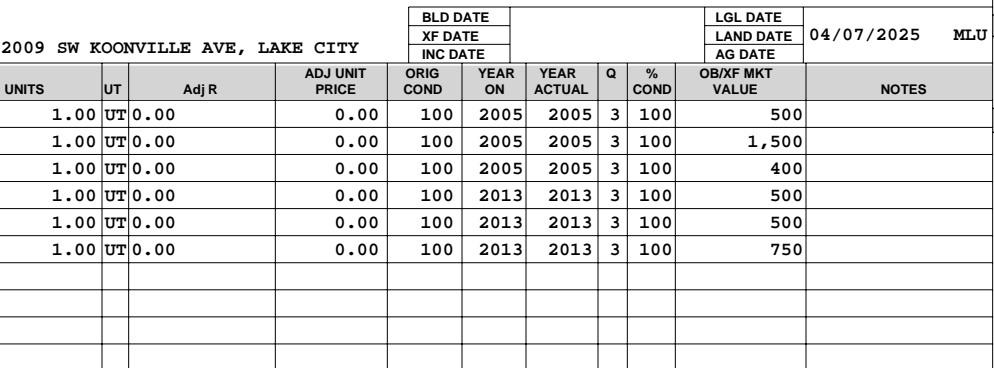 BLD DATE LGL DATE
XF DATE LAND DATE 04/07/2025 MLU
2009 SW KOONVILLE AVE, LAKE CITY INC DATE AG DATE
UNITS UT Adj R ADJ UNIT PRICE ORIG COND YEAR ON YEAR ACTUAL Q % COND OB/XF MKT VALUE NOTES
1.00 UT 0.00 0.00 100 2005 2005 3 100 500
1.00 UT 0.00 0.00 100 2005 2005 3 100 1,500
1.00 UT 0.00 0.00 100 2005 2005 3 100 400
1.00 UT 0.00 0.00 100 2013 2013 3 100 500
1.00 UT 0.00 0.00 100 2013 2013 3 100 500
1.00 UT 0.00 0.00 100 2013 2013 3 100 750